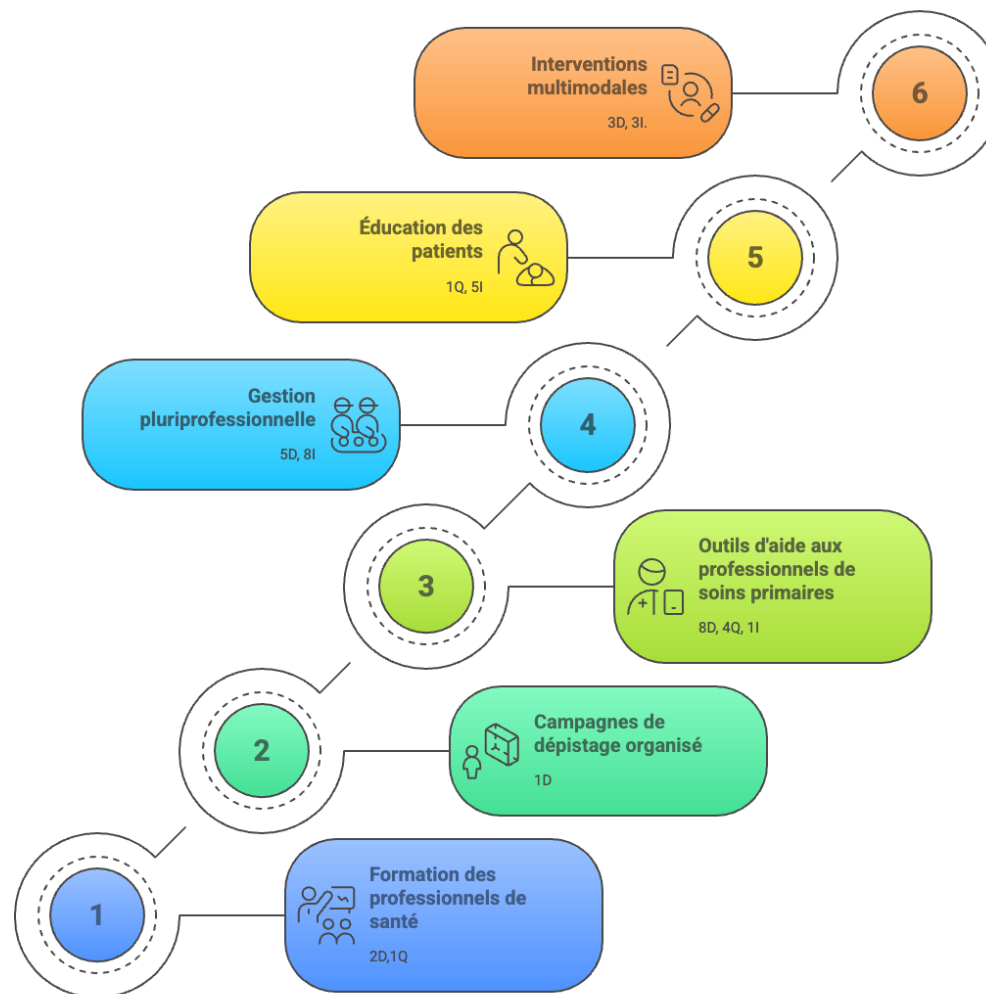 Interventions
multimodales
3D, 3I.
6
Éducation des
patients
1Q, 5I
5
Gestion
pluriprofessionnelle
5D, 8I
4
3
Outils d'aide aux
professionnels de
soins primaires
8D, 4Q, 1I
2
Campagnes de
dépistage organisé
1D
1
Formation des
professionnels de
santé
2D,1Q